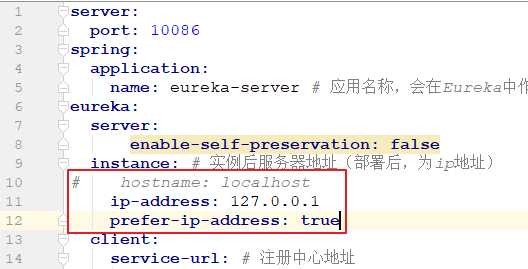 1 server:
2   port: 10086
3 spring:
4   application:
5     name: eureka-server # 应用名称，会在Eureka中作
6 eureka:
7   server:
8       enable-self-preservation: false
9   instance: # 实例后服务器地址（部署后，为ip地址）
10 #   hostname: localhost
11     ip-address: 127.0.0.1
12     prefer-ip-address: true
13   client:
14     service-url: # 注册中心地址